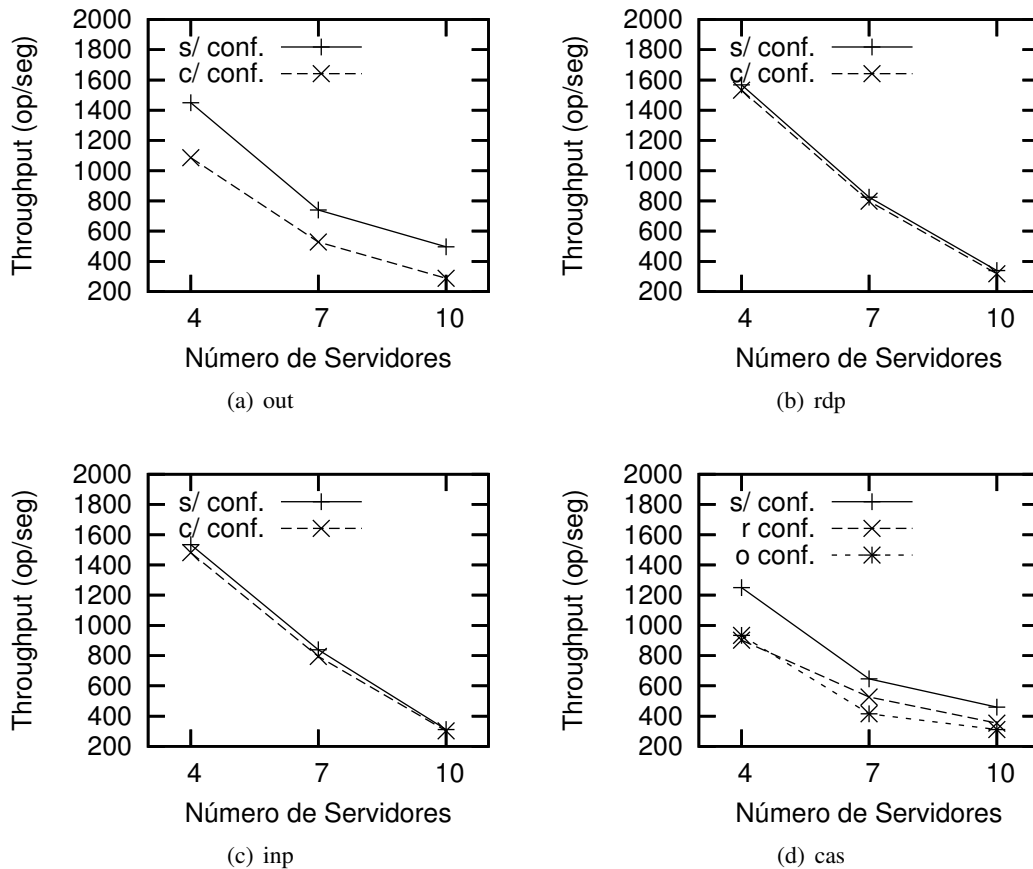 Throughput (op/seg)
2000
1800
1600
1400
1200
1000
800
600
400
200
s/ conf.
c/ conf.
4 7 10
Número de Servidores
(a) out
Throughput (op/seg)
2000
1800
1600
1400
1200
1000
800
600
400
200
s/ conf.
c/ conf.
4 7 10
Número de Servidores
(b) rdp
Throughput (op/seg)
2000
1800
1600
1400
1200
1000
800
600
400
200
s/ conf.
c/ conf.
4 7 10
Número de Servidores
(c) inp
Throughput (op/seg)
2000
1800
1600
1400
1200
1000
800
600
400
200
s/ conf.
r conf.
o conf.
4 7 10
Número de Servidores
(d) cas